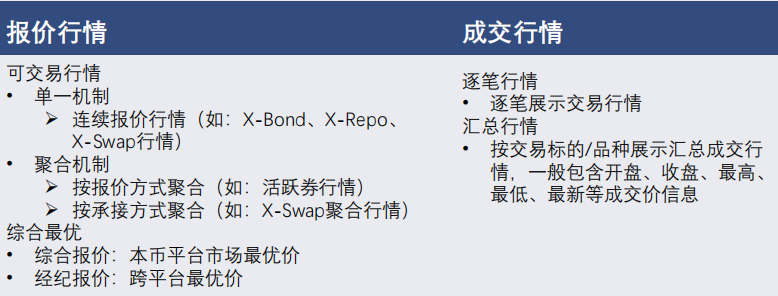 报价行情
可交易行情
• 单一机制
➢ 连续报价行情（如：X-Bond、X-Repo、
X-Swap行情）
• 聚合机制
➢ 按报价方式聚合（如：活跃券行情）
➢ 按承接方式聚合（如：X-Swap聚合行情）
综合最优
• 综合报价：本币平台市场最优价
• 经纪报价：跨平台最优价
成交行情
逐笔行情
• 逐笔展示交易行情
汇总行情
• 按交易标的/品种展示汇总成交行
情，一般包含开盘、收盘、最高、
最低、最新等成交价信息